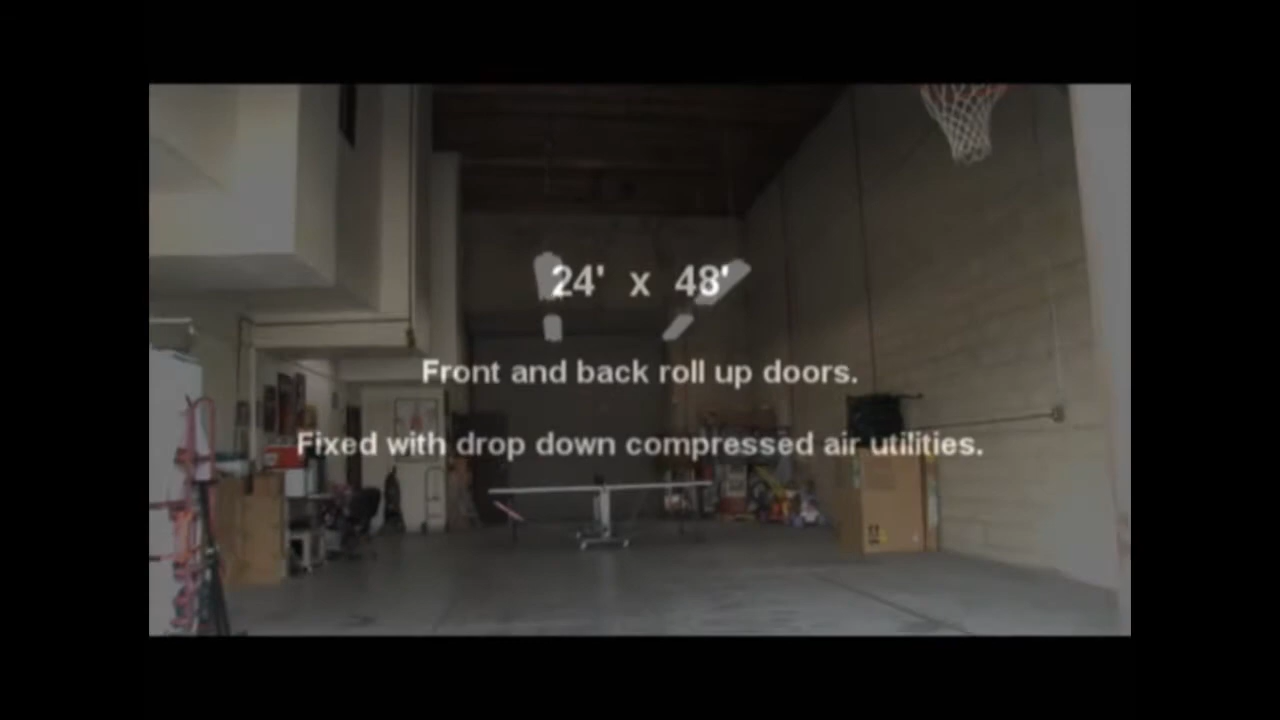 24' x 48'
Front and back roll up doors.
Fixed with drop down compressed air utilities.